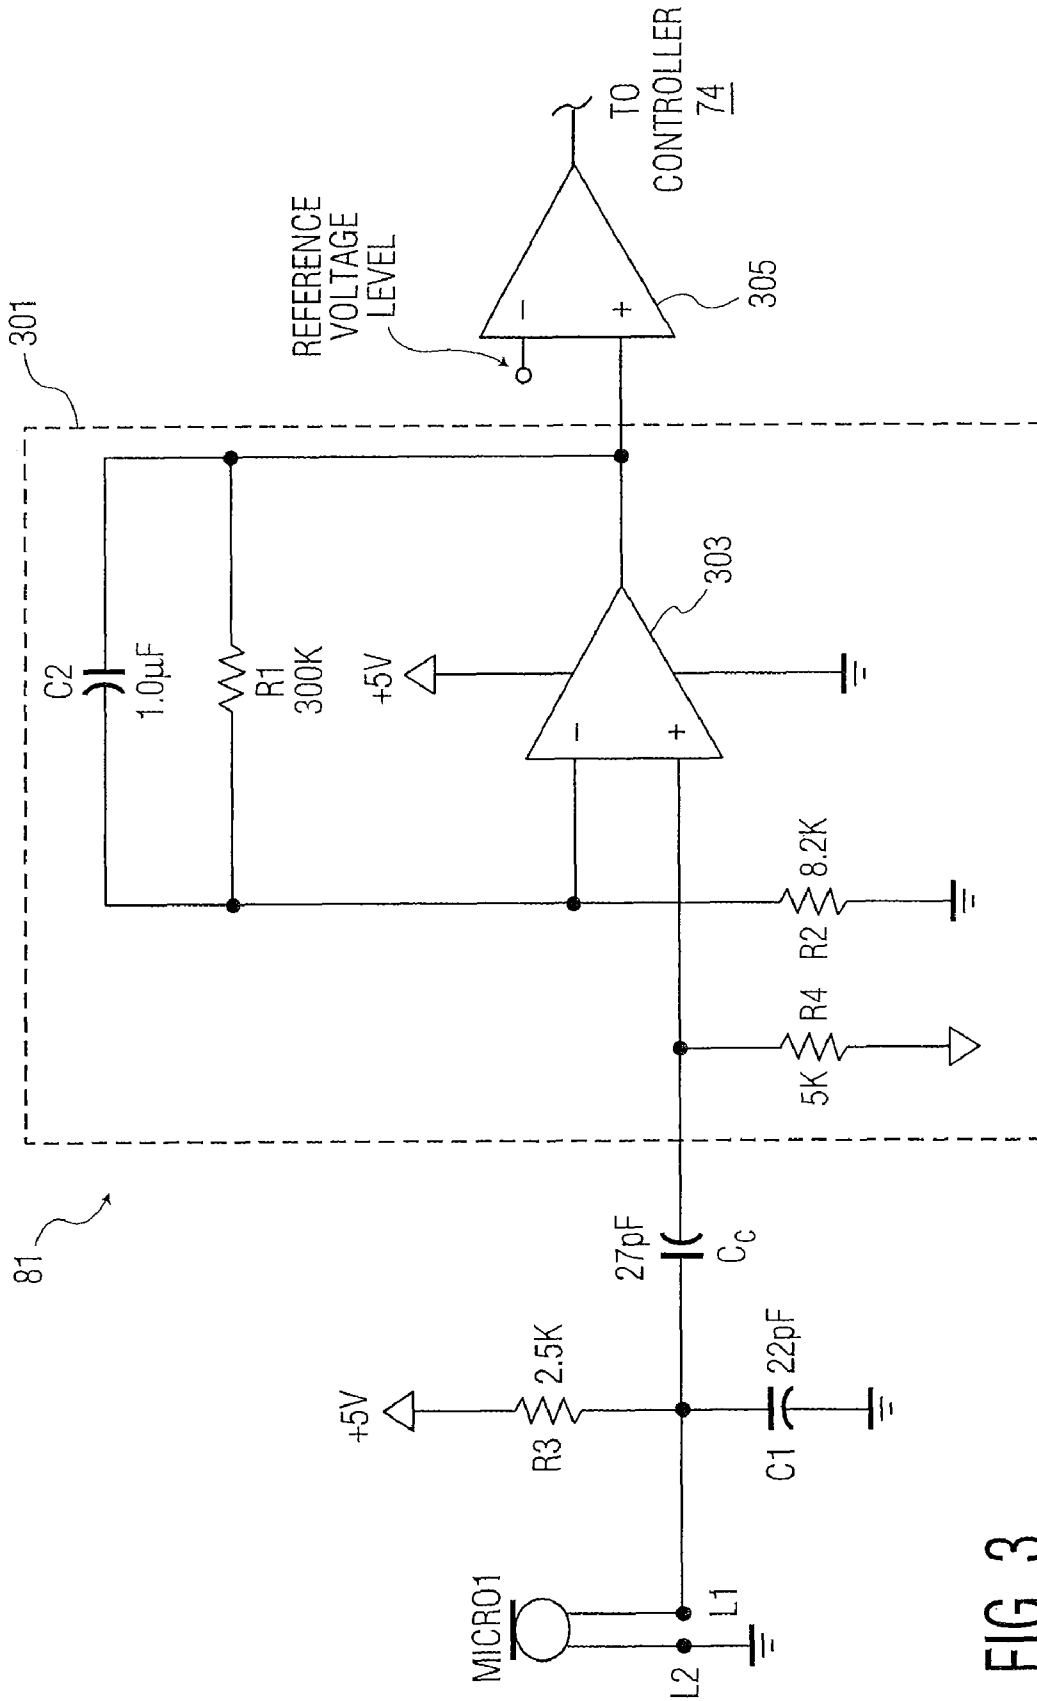 81
301
C2
1.0μF
R1
300K
REFERENCE
VOLTAGE
LEVEL
+5V
303
−
+
−
+
305
TO
CONTROLLER
74
MICRO1
L2
L1
+5V
R3
2.5K
C1
22pF
27pF
CC
5K
R4
R2
8.2K
FIG 3